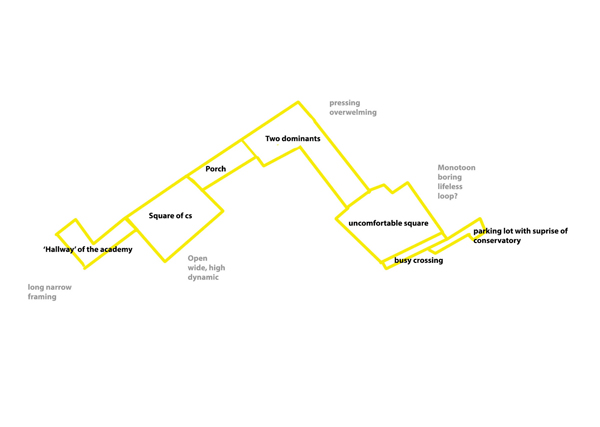 pressing
overwelming
Two dominants
Porch
Monotoon
boring
lifeless
loop?
Square of cs
uncomfortable square
parking lot with suprise of
conservatory
'Hallway' of the academy
busy crossing
Open
wide, high
dynamic
long narrow
framing